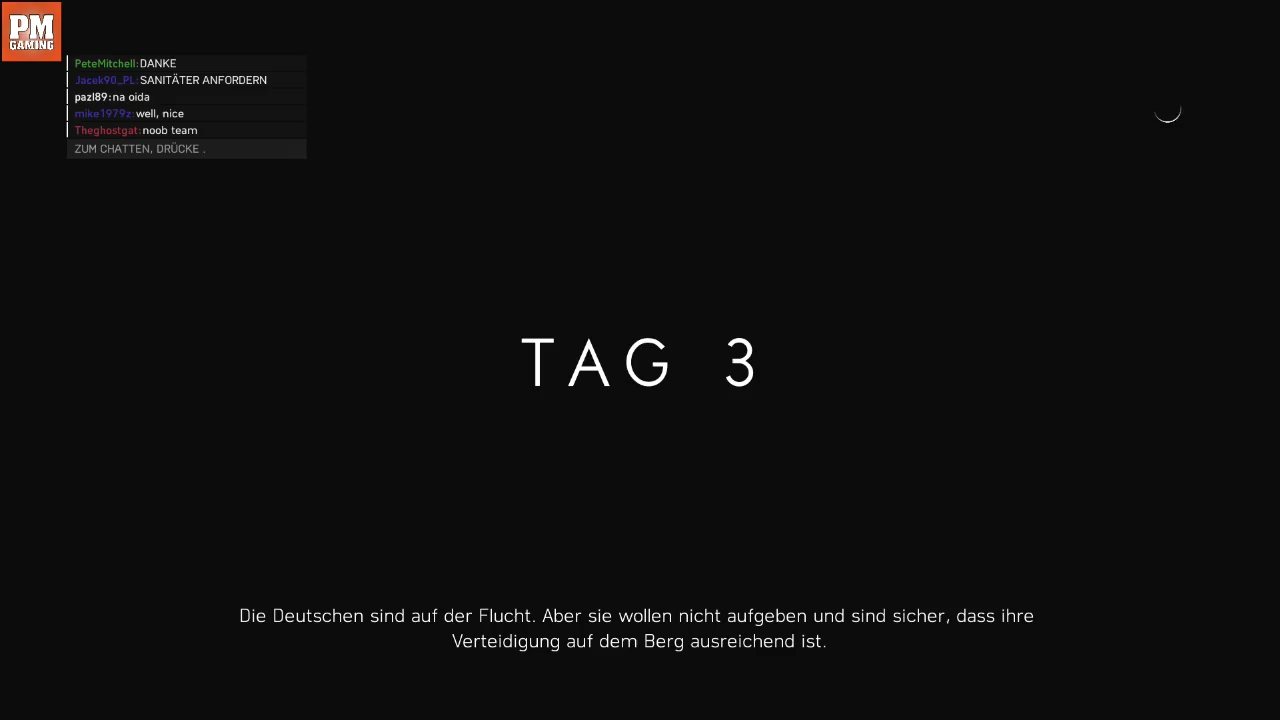 PM
GAMING
PeteMitchell: DANKE
Jacek90_PL: SANITÄTER ANFORDERN
pazl89: na oida
mike1979z: well, nice
Theghostgat: noob team
ZUM CHATTEN, DRÜCKE .
TAG 3
Die Deutschen sind auf der Flucht. Aber sie wollen nicht aufgeben und sind sicher, dass ihre
Verteidigung auf dem Berg ausreichend ist.